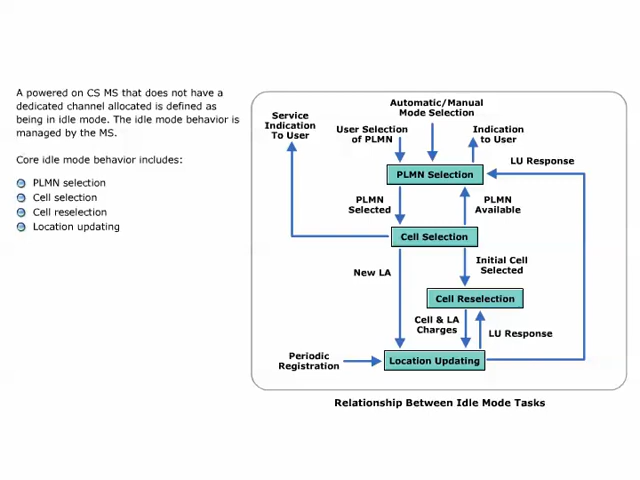 A powered on CS MS that does not have a
dedicated channel allocated is defined as
being in idle mode. The idle mode behavior is
managed by the MS.
Core idle mode behavior includes:
PLMN selection
Cell selection
Cell reselection
Location updating
Automatic/Manual
Mode Selection
Service
Indication
To User
User Selection
of PLMN
Indication
to User
LU Response
PLMN Selection
PLMN
Selected
PLMN
Available
Cell Selection
New LA
Initial Cell
Selected
Cell Reselection
Cell & LA
Charges
LU Response
Periodic
Registration
Location Updating
Relationship Between Idle Mode Tasks